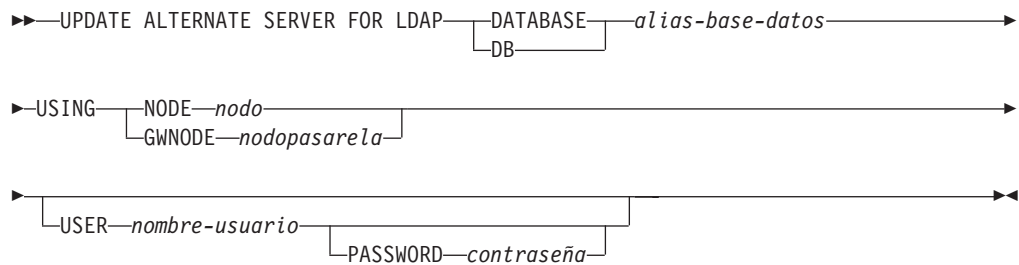 UPDATE ALTERNATE SERVER FOR LDAP DATABASE alias-base-datos
DB
USING NODE nodo
GWNODE nodopasarela
USER nombre-usuario
PASSWORD contraseña